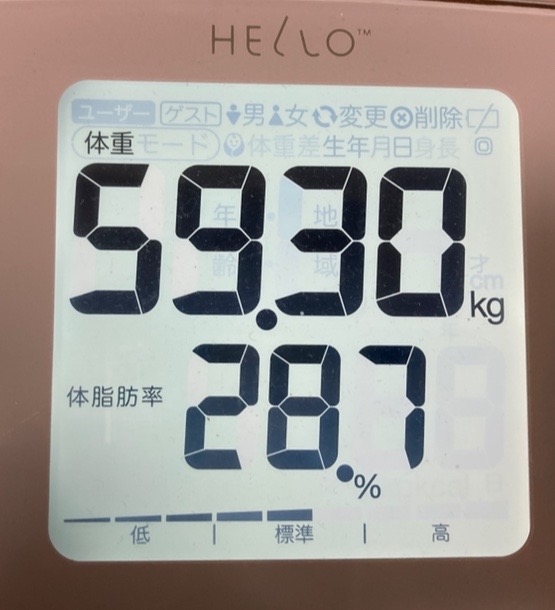 HELLO™
ユーザー ゲスト 男 女 変更 削除
体重モード 体重差 生年月日 身長
年齢 地域
59.30 kg
才
cm
体脂肪率 28.7 %
低 | 標準 | 高